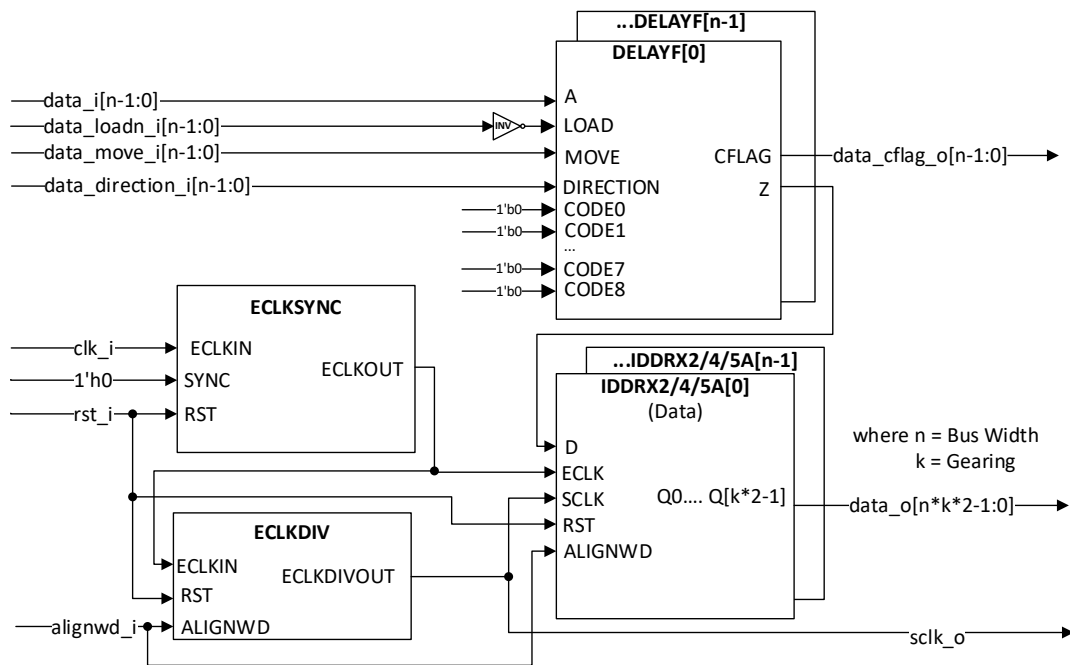 ...DELAYF[n-1]
DELAYF[0]
data_i[n-1:0]
A
data_loadn_i[n-1:0]
INV
LOAD
data_move_i[n-1:0]
MOVE
CFLAG
data_cflag_o[n-1:0]
data_direction_i[n-1:0]
DIRECTION
Z
1'b0
CODE0
1'b0
CODE1
...
1'b0
CODE7
1'b0
CODE8
ECLKSYNC
clk_i
ECLKIN
ECLKOUT
1'h0
SYNC
rst_i
RST
...IDDRX2/4/5A[n-1]
IDDRX2/4/5A[0]
(Data)
D
ECLK
SCLK
Q0.... Q[k*2-1]
RST
ALIGNWD
where n = Bus Width
k = Gearing
data_o[n*k*2-1:0]
ECLKDIV
ECLKIN
ECLKDIVOUT
RST
alignwd_i
ALIGNWD
sclk_o